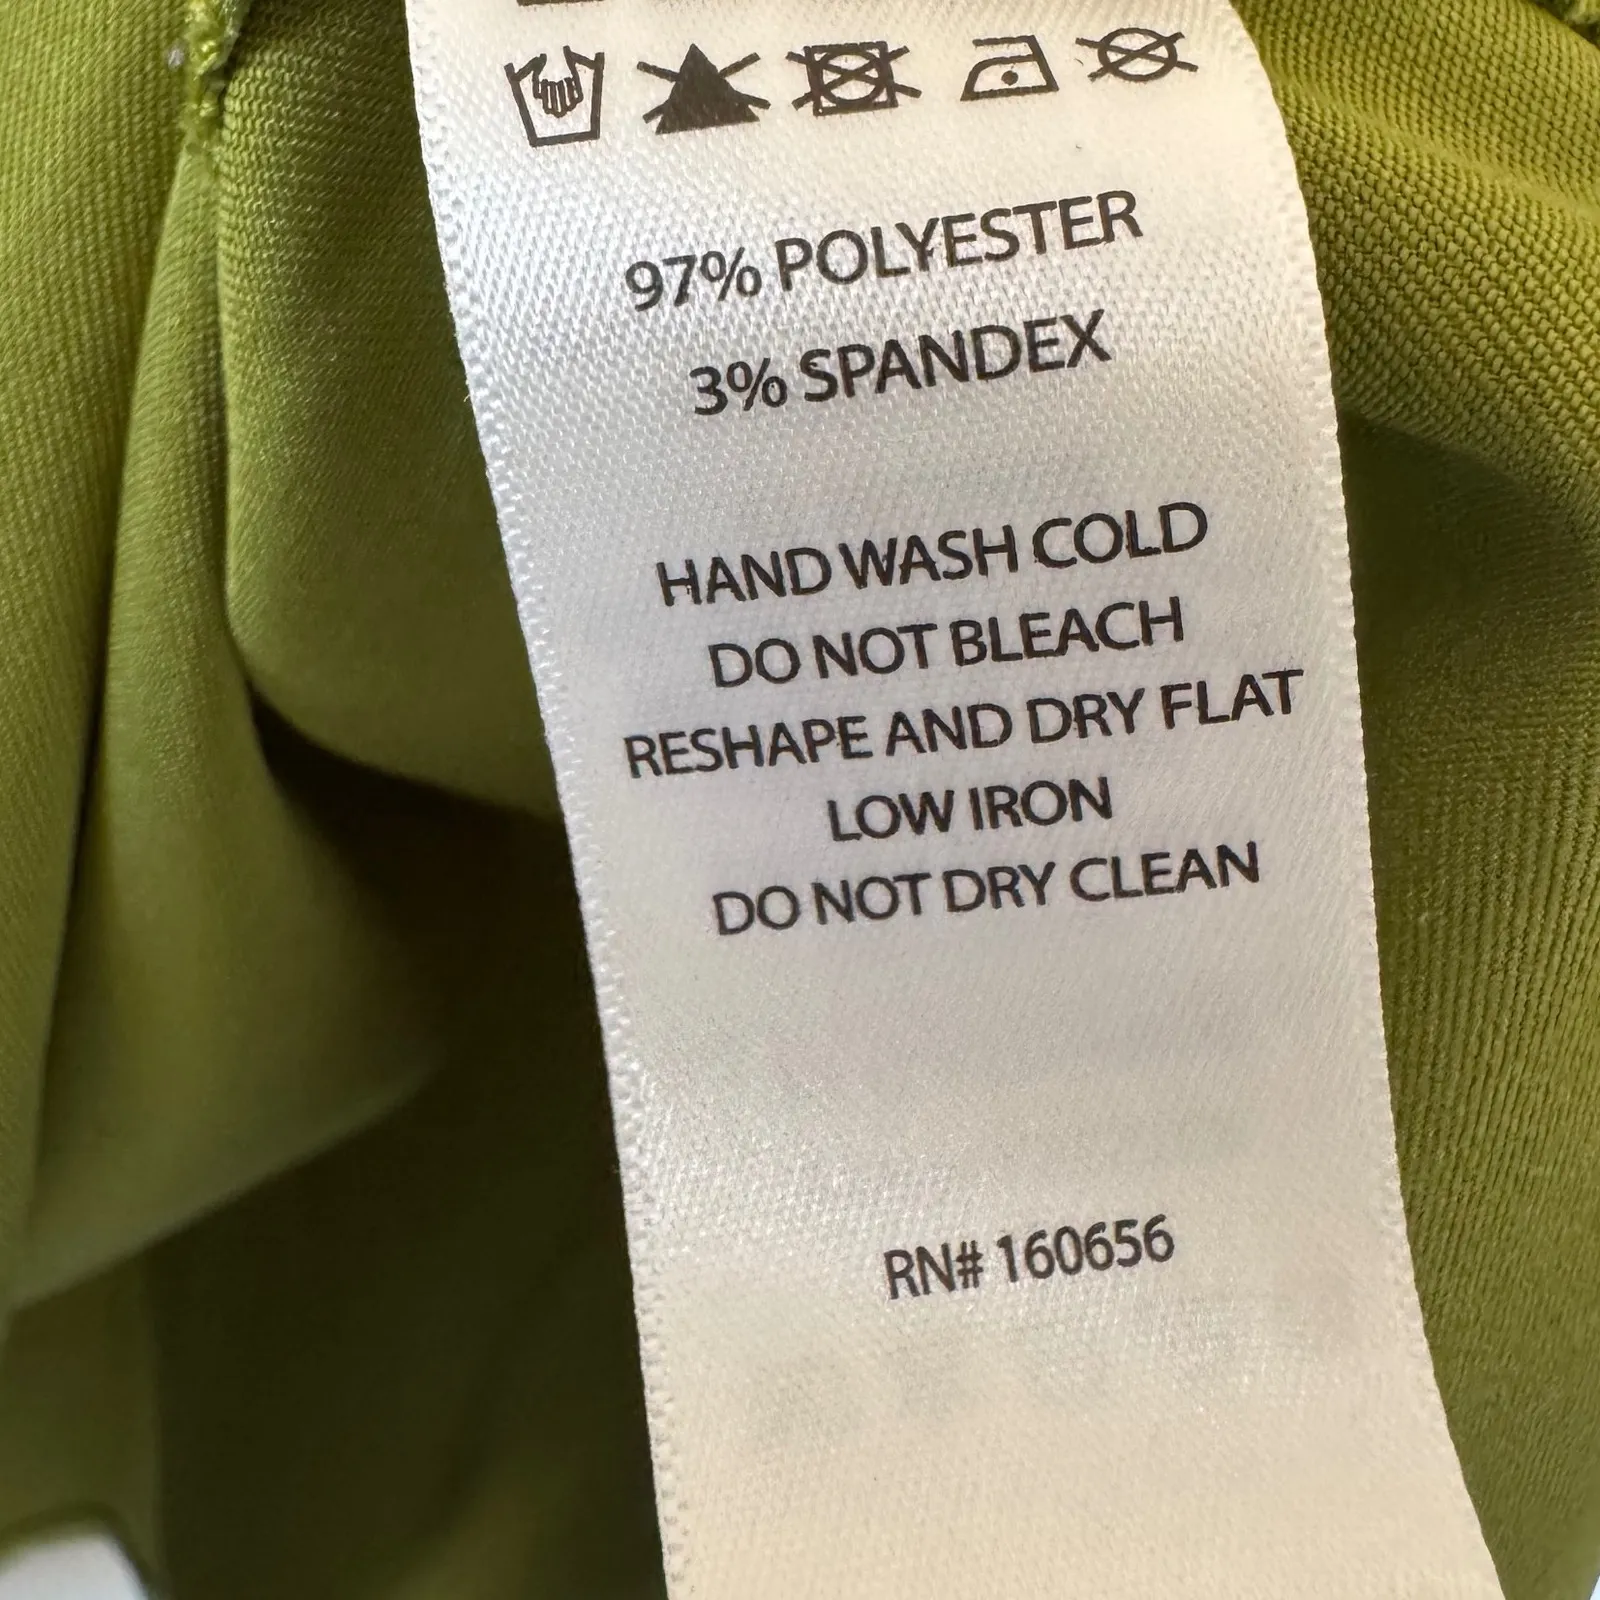 97% POLYESTER
3% SPANDEX
HAND WASH COLD
DO NOT BLEACH
RESHAPE AND DRY FLAT
LOW IRON
DO NOT DRY CLEAN
RN# 160656